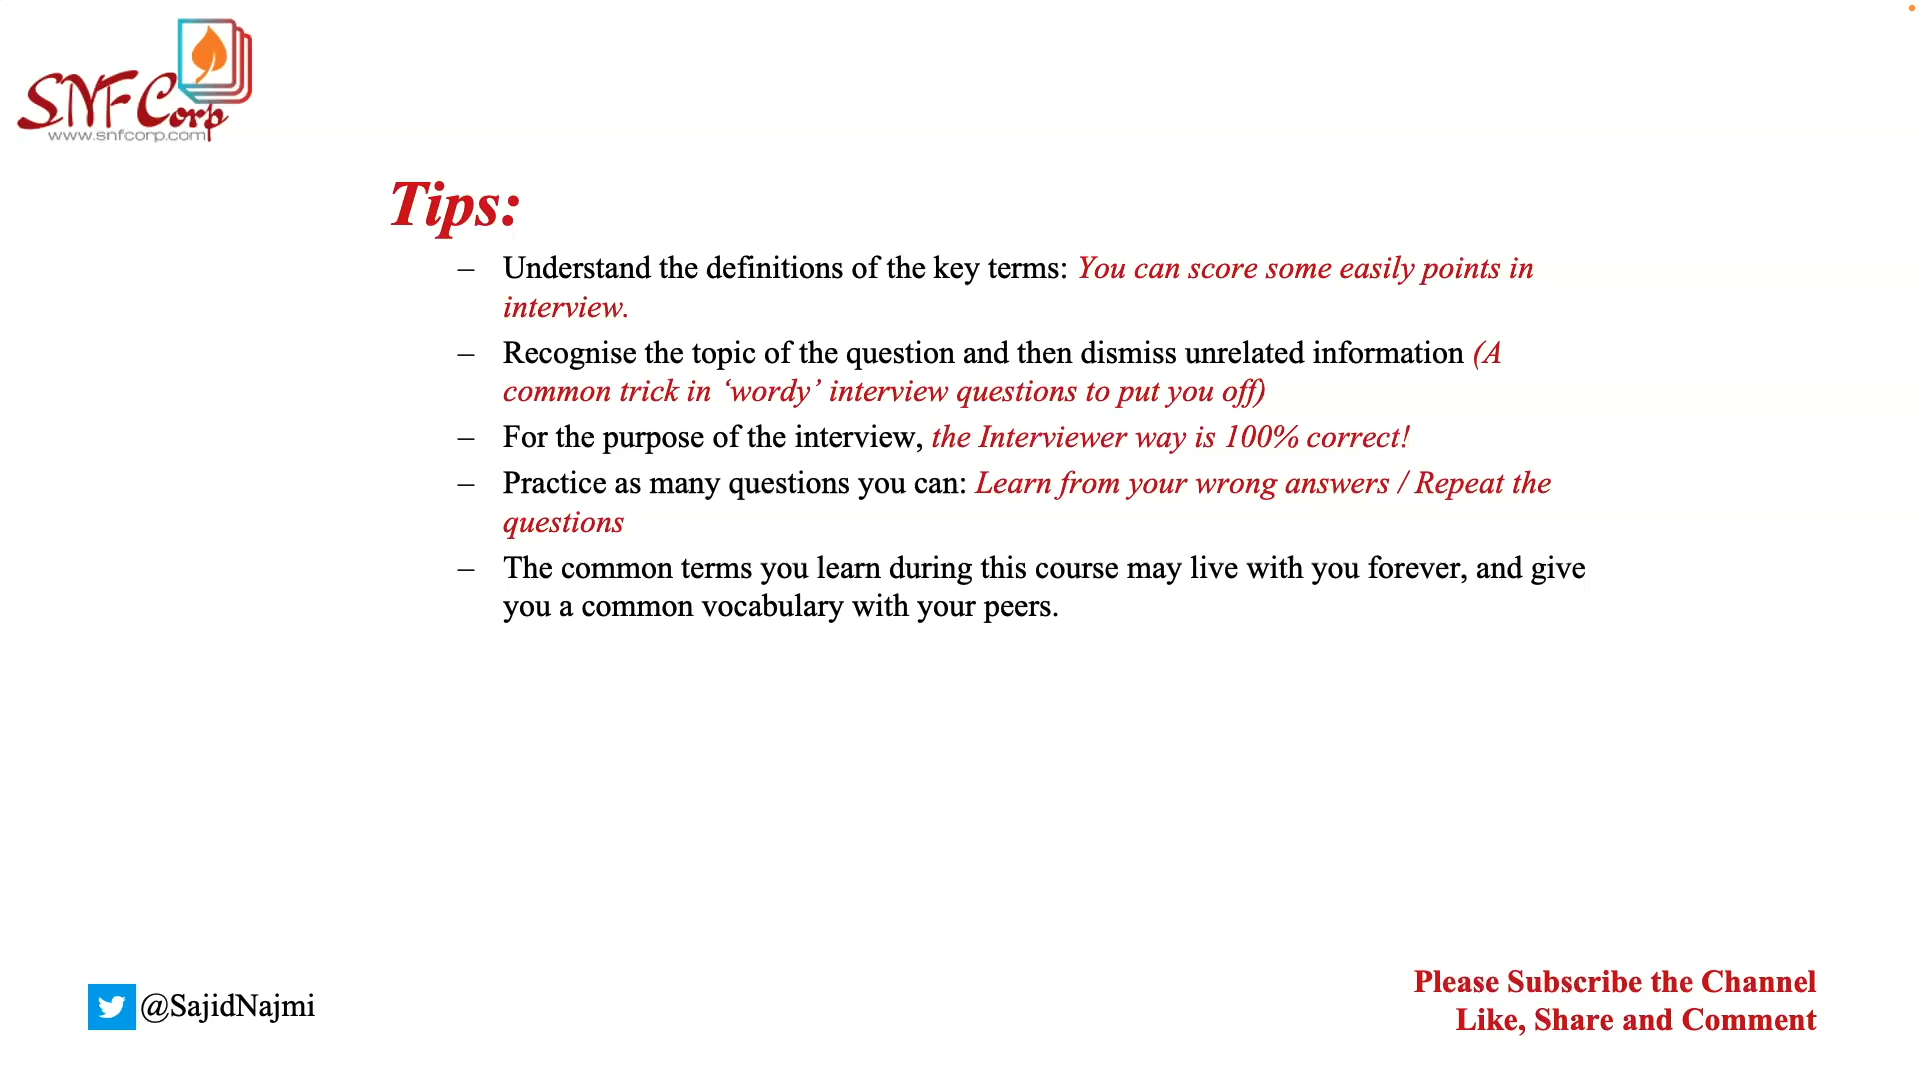 SNF Corp
www.snfcorp.com
Tips:
– Understand the definitions of the key terms: You can score some easily points in
interview.
– Recognise the topic of the question and then dismiss unrelated information (A
common trick in ‘wordy’ interview questions to put you off)
– For the purpose of the interview, the Interviewer way is 100% correct!
– Practice as many questions you can: Learn from your wrong answers / Repeat the
questions
– The common terms you learn during this course may live with you forever, and give
you a common vocabulary with your peers.
@SajidNajmi
Please Subscribe the Channel
Like, Share and Comment